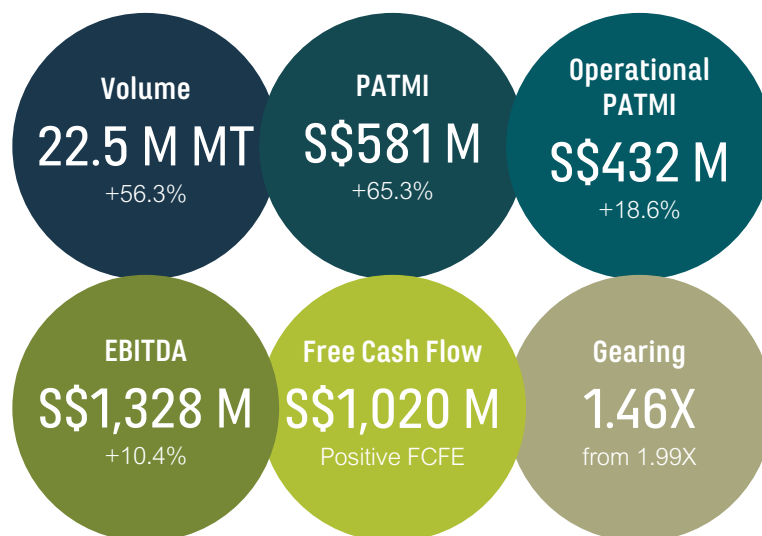 Volume
22.5 M MT
+56.3%
PATMI
S$581 M
+65.3%
Operational
PATMI
S$432 M
+18.6%
EBITDA
S$1,328 M
+10.4%
Free Cash Flow
S$1,020 M
Positive FCFE
Gearing
1.46X
from 1.99X